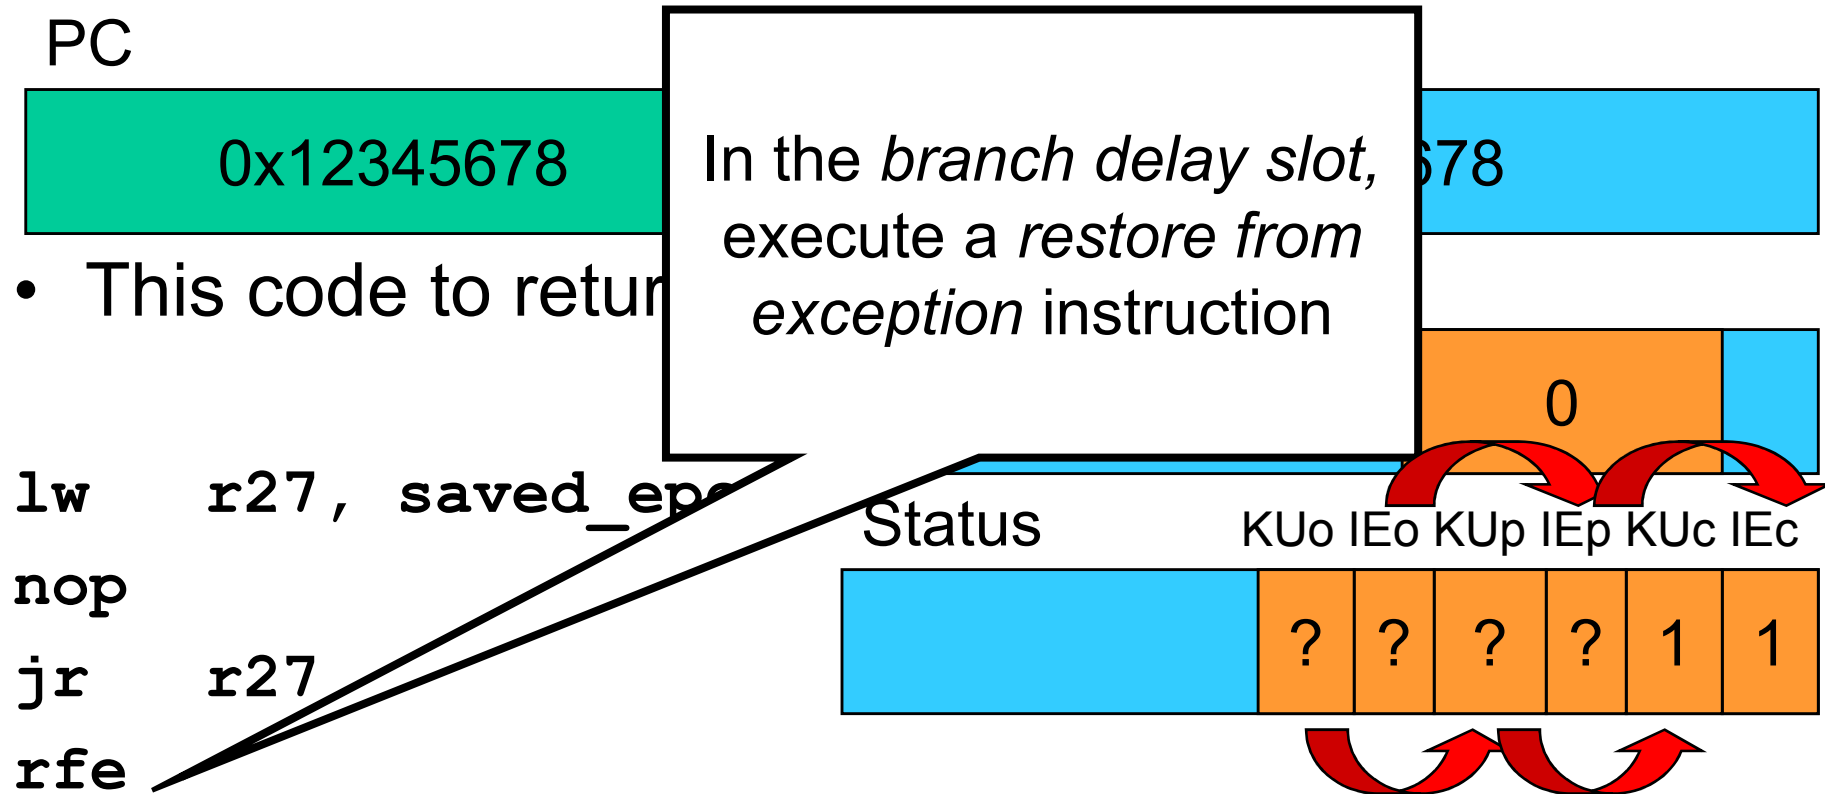 PC
0x12345678
678
In the branch delay slot,
execute a restore from
exception instruction
• This code to retur
0
lw r27, saved_epc
Status
KUo IEo KUp IEp KUc IEc
nop
? ? ? ? 1 1
jr r27
rfe